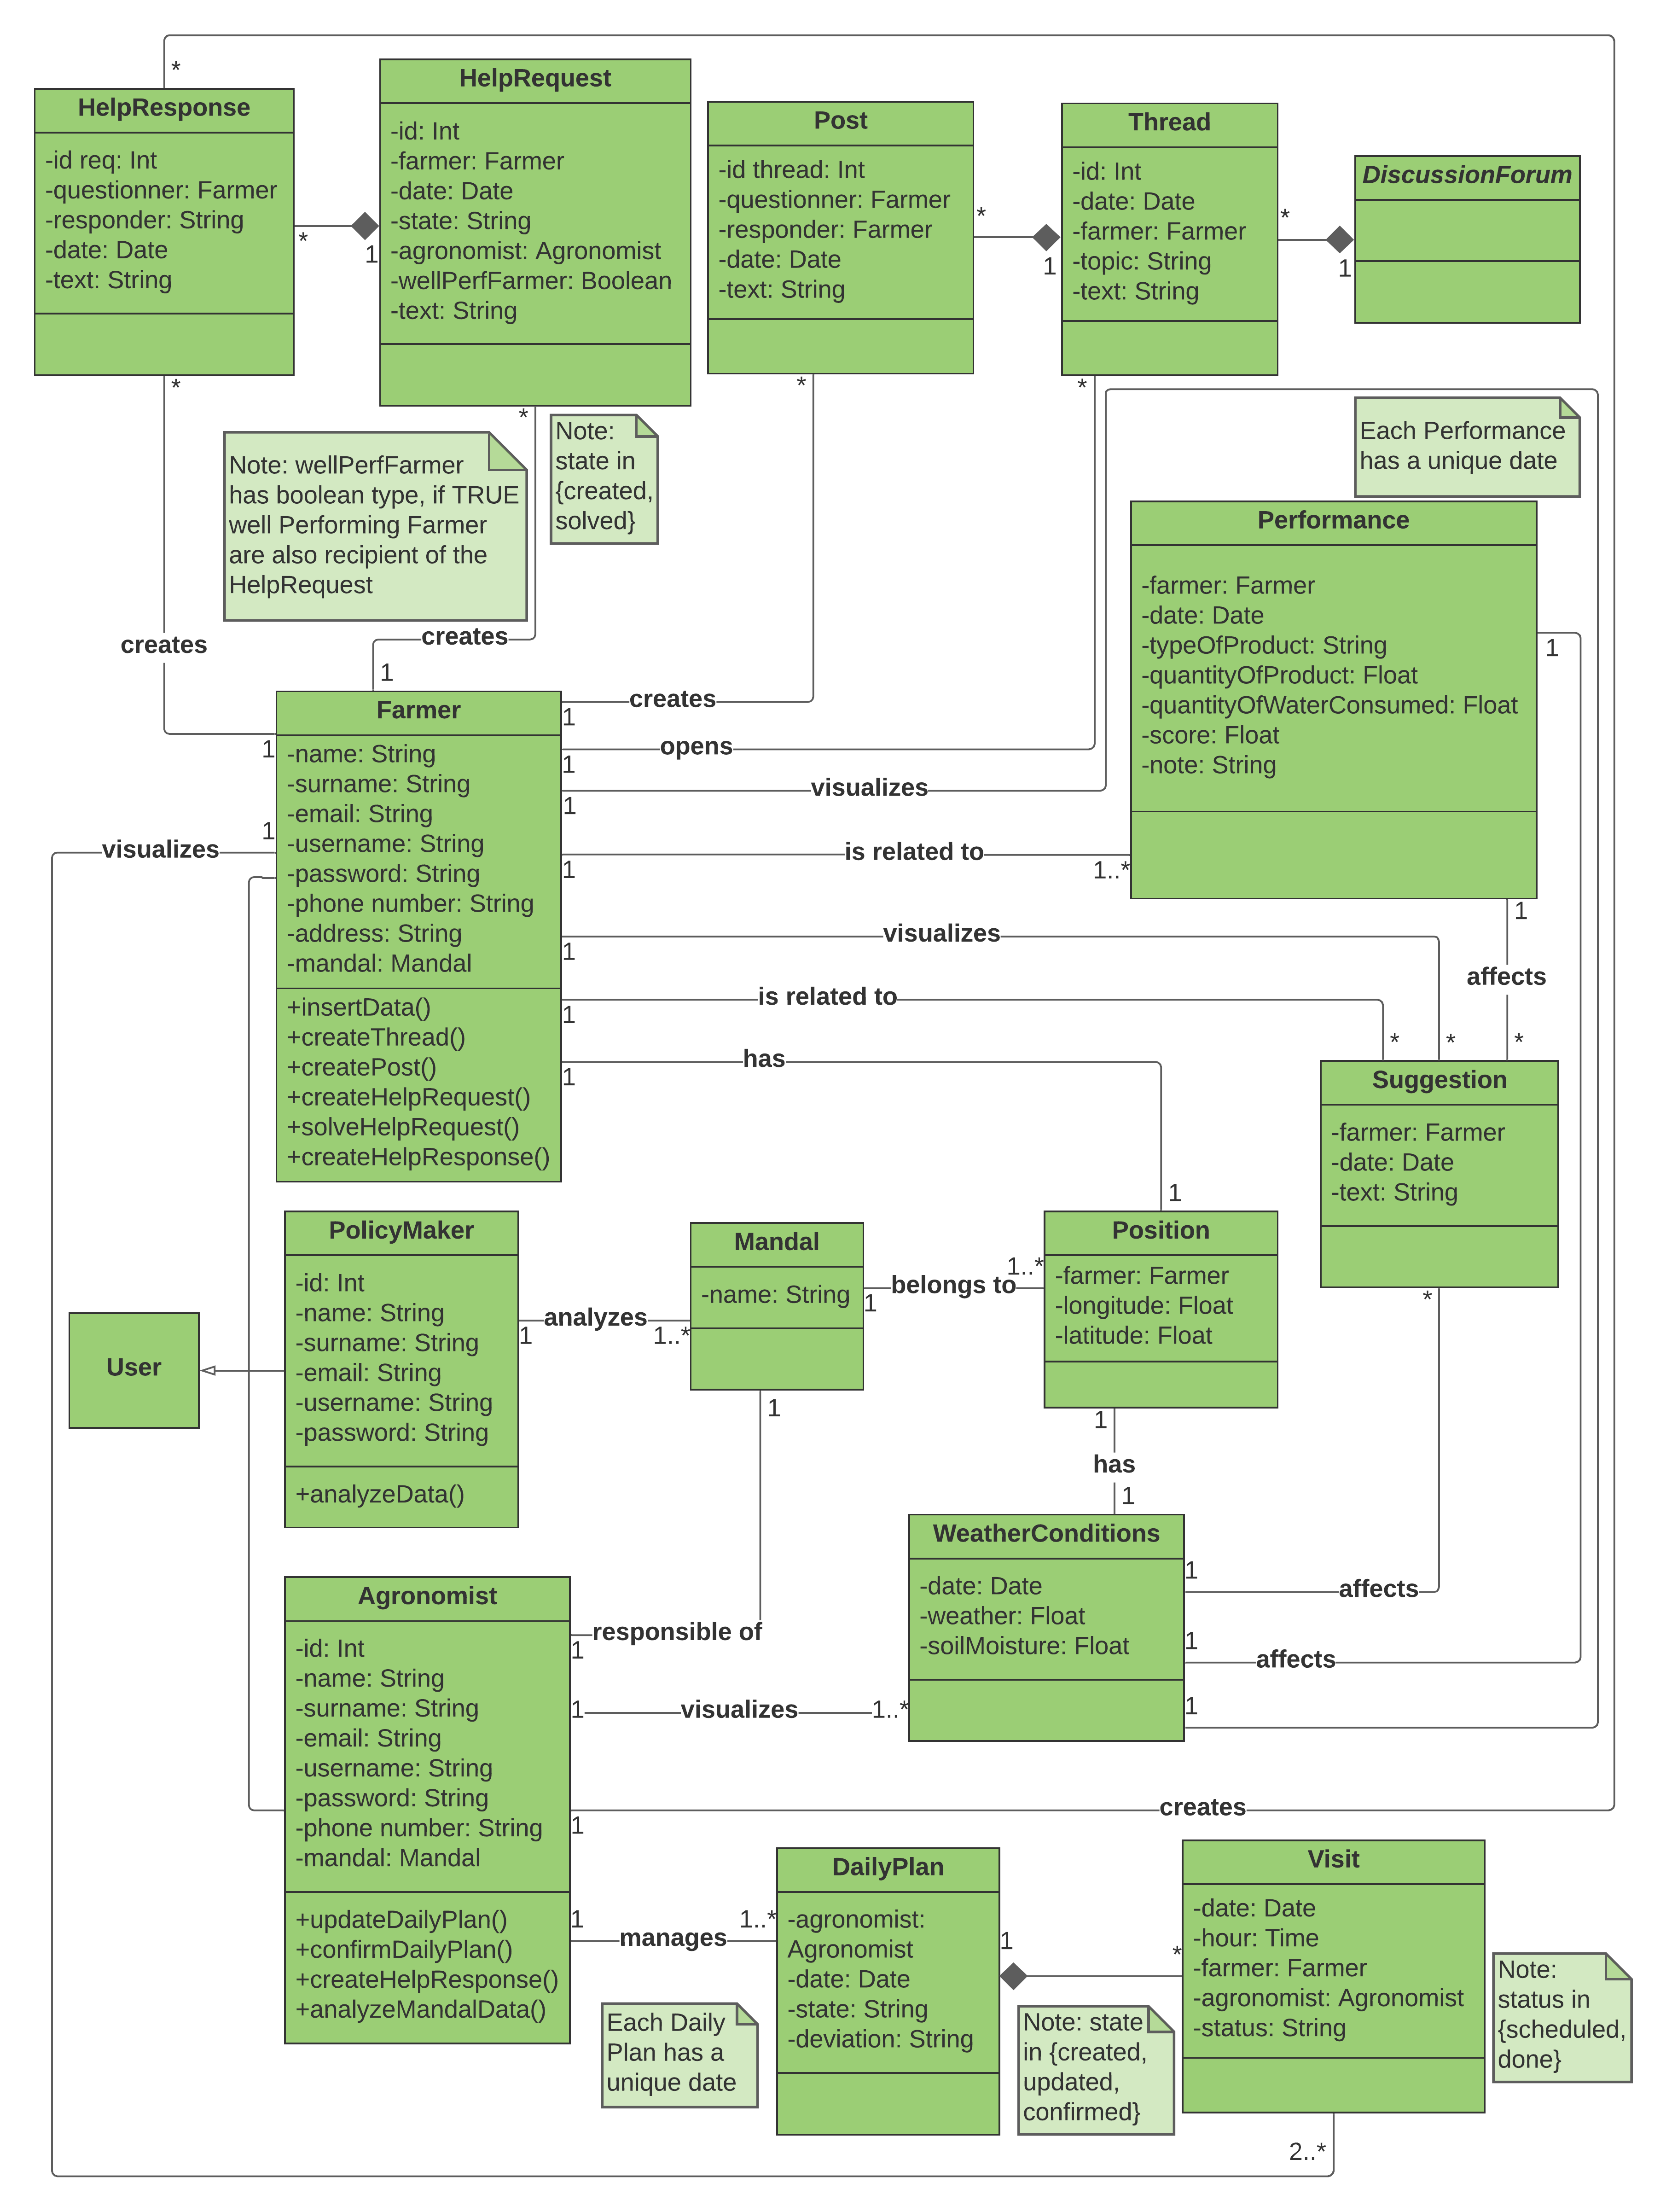 *
HelpResponse
-id req: Int
-questionner: Farmer
-responder: String
-date: Date
-text: String
*
1
HelpRequest
-id: Int
-farmer: Farmer
-date: Date
-state: String
-agronomist: Agronomist
-wellPerfFarmer: Boolean
-text: String
Post
-id thread: Int
-questionner: Farmer
-responder: Farmer
-date: Date
-text: String
*
1
Thread
-id: Int
-date: Date
-farmer: Farmer
-topic: String
-text: String
*
1
DiscussionForum
*
*
*
*
Note: wellPerfFarmer
has boolean type, if TRUE
well Performing Farmer
are also recipient of the
HelpRequest
Note:
state in
{created,
solved}
Each Performance
has a unique date
Performance
-farmer: Farmer
-date: Date
-typeOfProduct: String
-quantityOfProduct: Float
-quantityOfWaterConsumed: Float
-score: Float
-note: String
1
creates
creates
1
creates
1
opens
1
visualizes
1
is related to
1
1..*
visualizes
1
is related to
1
has
1
1
visualizes
1
Farmer
-name: String
-surname: String
-email: String
-username: String
-password: String
-phone number: String
-address: String
-mandal: Mandal
+insertData()
+createThread()
+createPost()
+createHelpRequest()
+solveHelpRequest()
+createHelpResponse()
1
affects
*
*
*
Suggestion
-farmer: Farmer
-date: Date
-text: String
*
1
PolicyMaker
-id: Int
-name: String
-surname: String
-email: String
-username: String
-password: String
+analyzeData()
User
analyzes
1
1..*
Mandal
-name: String
1
belongs to
1..*
Position
-farmer: Farmer
-longitude: Float
-latitude: Float
1
has
1
1
WeatherConditions
-date: Date
-weather: Float
-soilMoisture: Float
1
affects
1
affects
1
Agronomist
-id: Int
-name: String
-surname: String
-email: String
-username: String
-password: String
-phone number: String
-mandal: Mandal
+updateDailyPlan()
+confirmDailyPlan()
+createHelpResponse()
+analyzeMandalData()
responsible of
1
1
visualizes
1..*
creates
1
1
manages
1..*
DailyPlan
-agronomist:
Agronomist
-date: Date
-state: String
-deviation: String
1
*
Visit
-date: Date
-hour: Time
-farmer: Farmer
-agronomist: Agronomist
-status: String
Note:
status in
{scheduled,
done}
Each Daily
Plan has a
unique date
Note: state
in {created,
updated,
confirmed}
2..*